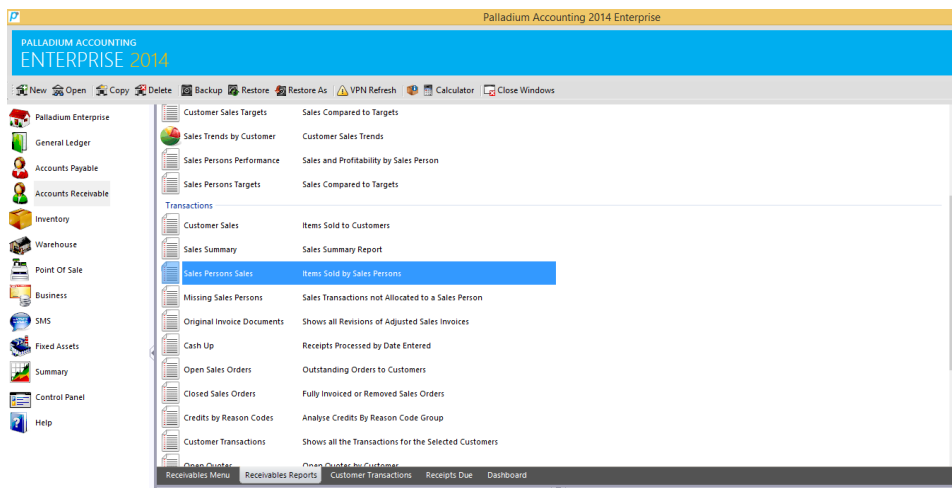 Palladium Accounting 2014 Enterprise
PALLADIUM ACCOUNTING
ENTERPRISE 2014
New Open Copy Delete Backup Restore Restore As VPN Refresh Calculator Close Windows
Palladium Enterprise
General Ledger
Accounts Payable
Accounts Receivable
Inventory
Warehouse
Point Of Sale
Business
SMS
Fixed Assets
Summary
Control Panel
Help
Customer Sales Targets Sales Compared to Targets
Sales Trends by Customer Customer Sales Trends
Sales Persons Performance Sales and Profitability by Sales Person
Sales Persons Targets Sales Compared to Targets
Transactions
Customer Sales Items Sold to Customers
Sales Summary Sales Summary Report
Sales Persons Sales Items Sold by Sales Persons
Missing Sales Persons Sales Transactions not Allocated to a Sales Person
Original Invoice Documents Shows all Revisions of Adjusted Sales Invoices
Cash Up Receipts Processed by Date Entered
Open Sales Orders Outstanding Orders to Customers
Closed Sales Orders Fully Invoiced or Removed Sales Orders
Credits by Reason Codes Analyse Credits By Reason Code Group
Customer Transactions Shows all the Transactions for the Selected Customers
Open Quotes Open Quotes by Customer
Receivables Menu Receivables Reports Customer Transactions Receipts Due Dashboard